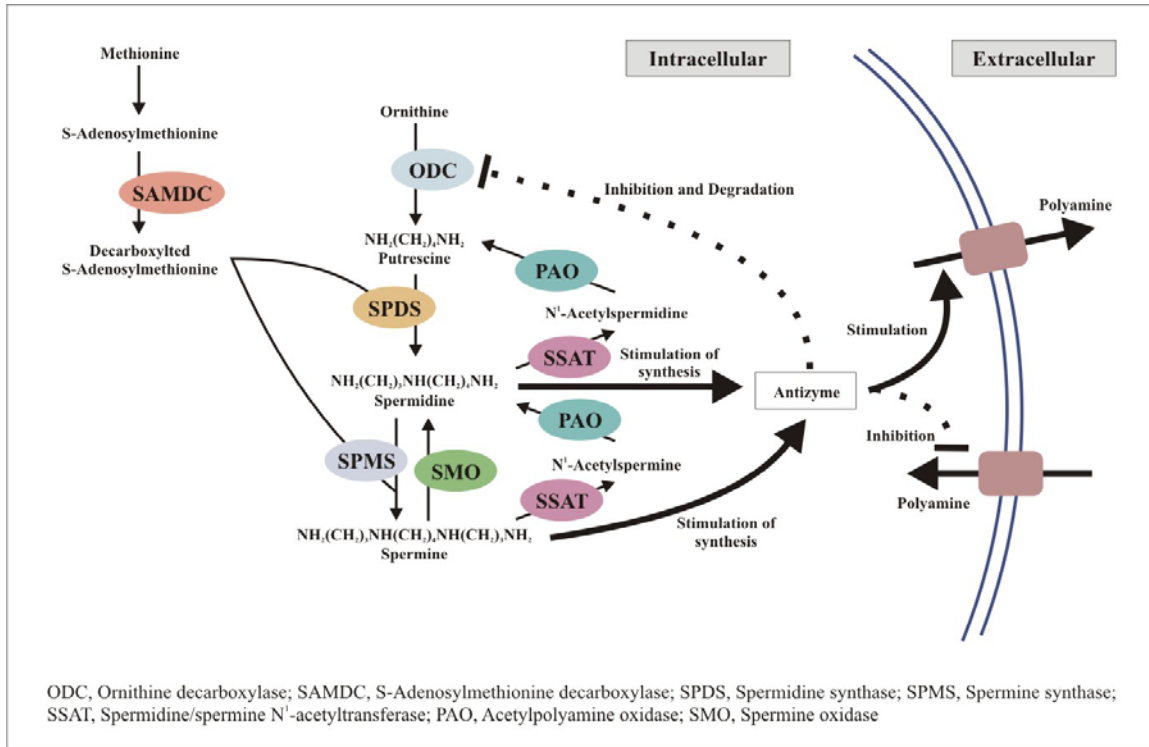 Intracellular
Extracellular
Methionine
S-Adenosylmethionine
SAMDC
Decarboxylted
S-Adenosylmethionine
Ornithine
ODC
NH₂(CH₂)₄NH₂
Putrescine
SPDS
PAO
N¹-Acetylspermidine
SSAT
NH₂(CH₂)₃NH(CH₂)₄NH₂
Spermidine
PAO
SPMS
SMO
N¹-Acetylspermine
SSAT
NH₂(CH₂)₃NH(CH₂)₄NH(CH₂)₃NH₂
Spermine
Inhibition and Degradation
Stimulation of
synthesis
Antizyme
Stimulation of
synthesis
Stimulation
Polyamine
Inhibition
Polyamine
ODC, Ornithine decarboxylase; SAMDC, S-Adenosylmethionine decarboxylase; SPDS, Spermidine synthase; SPMS, Spermine synthase;
SSAT, Spermidine/spermine N¹-acetyltransferase; PAO, Acetylpolyamine oxidase; SMO, Spermine oxidase